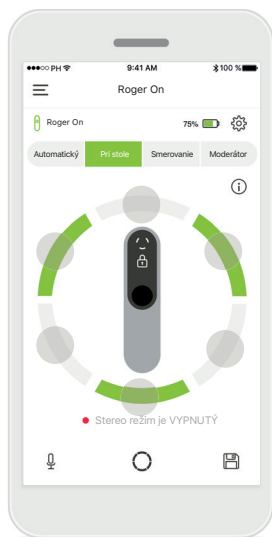 ●●●○○ PH 9:41 AM 100 %
Roger On
Roger On 75%
Automatický Pri stole Smerovanie Moderátor
Stereo režim je VYPNUTÝ